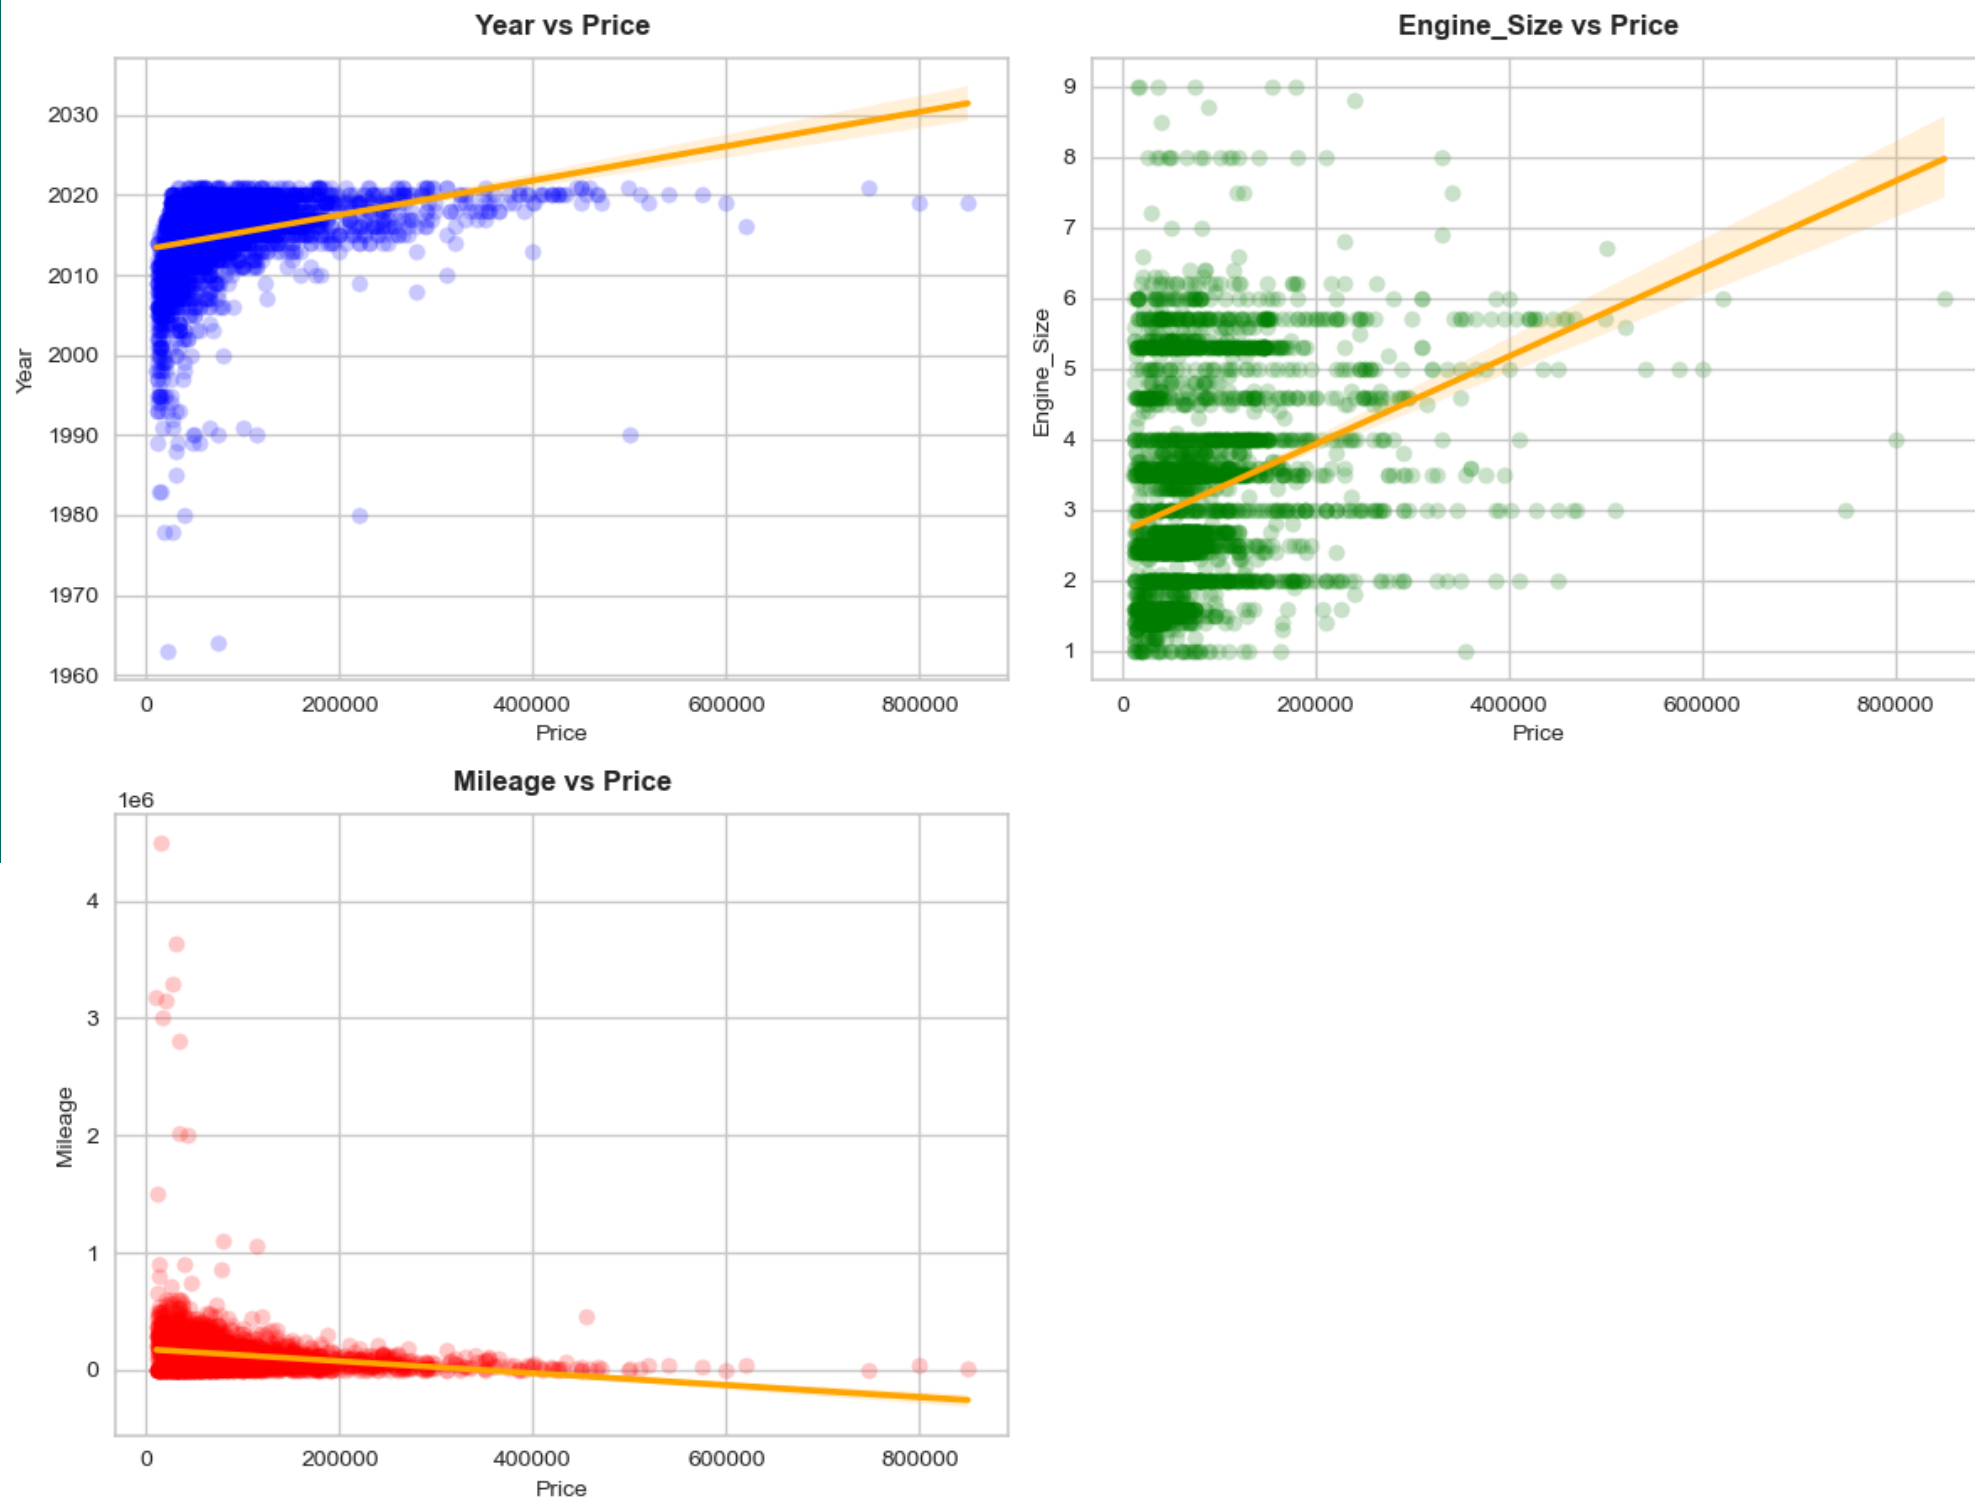 Year vs Price
2030
2020
2010
2000
1990
1980
1970
1960
Year
0 200000 400000 600000 800000
Price
Engine_Size vs Price
9
8
7
6
5
4
3
2
1
Engine_Size
0 200000 400000 600000 800000
Price
Mileage vs Price
1e6
4
3
2
1
0
Mileage
0 200000 400000 600000 800000
Price